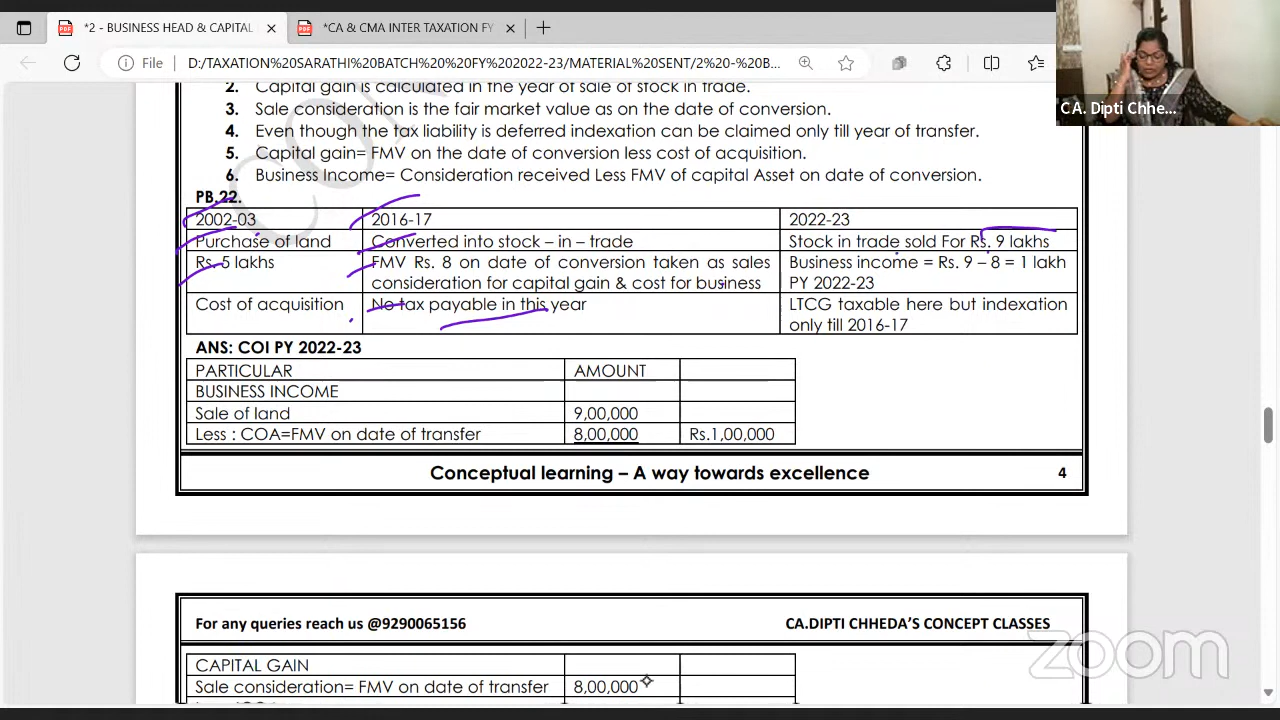 *2 - BUSINESS HEAD & CAPITAL
*CA & CMA INTER TAXATION FY
File
D:/TAXATION%20SARATHI%20BATCH%20-%20FY%202022-23/MATERIAL%20SENT/2%20-%20B...
CA. Dipti Chhe...
2. Capital gain is calculated in the year of sale of stock in trade.
3. Sale consideration is the fair market value as on the date of conversion.
4. Even though the tax liability is deferred indexation can be claimed only till year of transfer.
5. Capital gain= FMV on the date of conversion less cost of acquisition.
6. Business Income= Consideration received Less FMV of capital Asset on date of conversion.
PB.22.
2002-03 2016-17 2022-23
Purchase of land Converted into stock – in - trade Stock in trade sold For Rs. 9 lakhs
Rs. 5 lakhs FMV Rs. 8 on date of conversion taken as sales Business income = Rs. 9 – 8 = 1 lakh
consideration for capital gain & cost for business PY 2022-23
Cost of acquisition No tax payable in this year LTCG taxable here but indexation
only till 2016-17
ANS: COI PY 2022-23
PARTICULAR AMOUNT
BUSINESS INCOME
Sale of land 9,00,000
Less : COA=FMV on date of transfer 8,00,000 Rs.1,00,000
Conceptual learning – A way towards excellence 4
For any queries reach us @9290065156 CA.DIPTI CHHEDA'S CONCEPT CLASSES
zoom
CAPITAL GAIN
Sale consideration= FMV on date of transfer 8,00,000